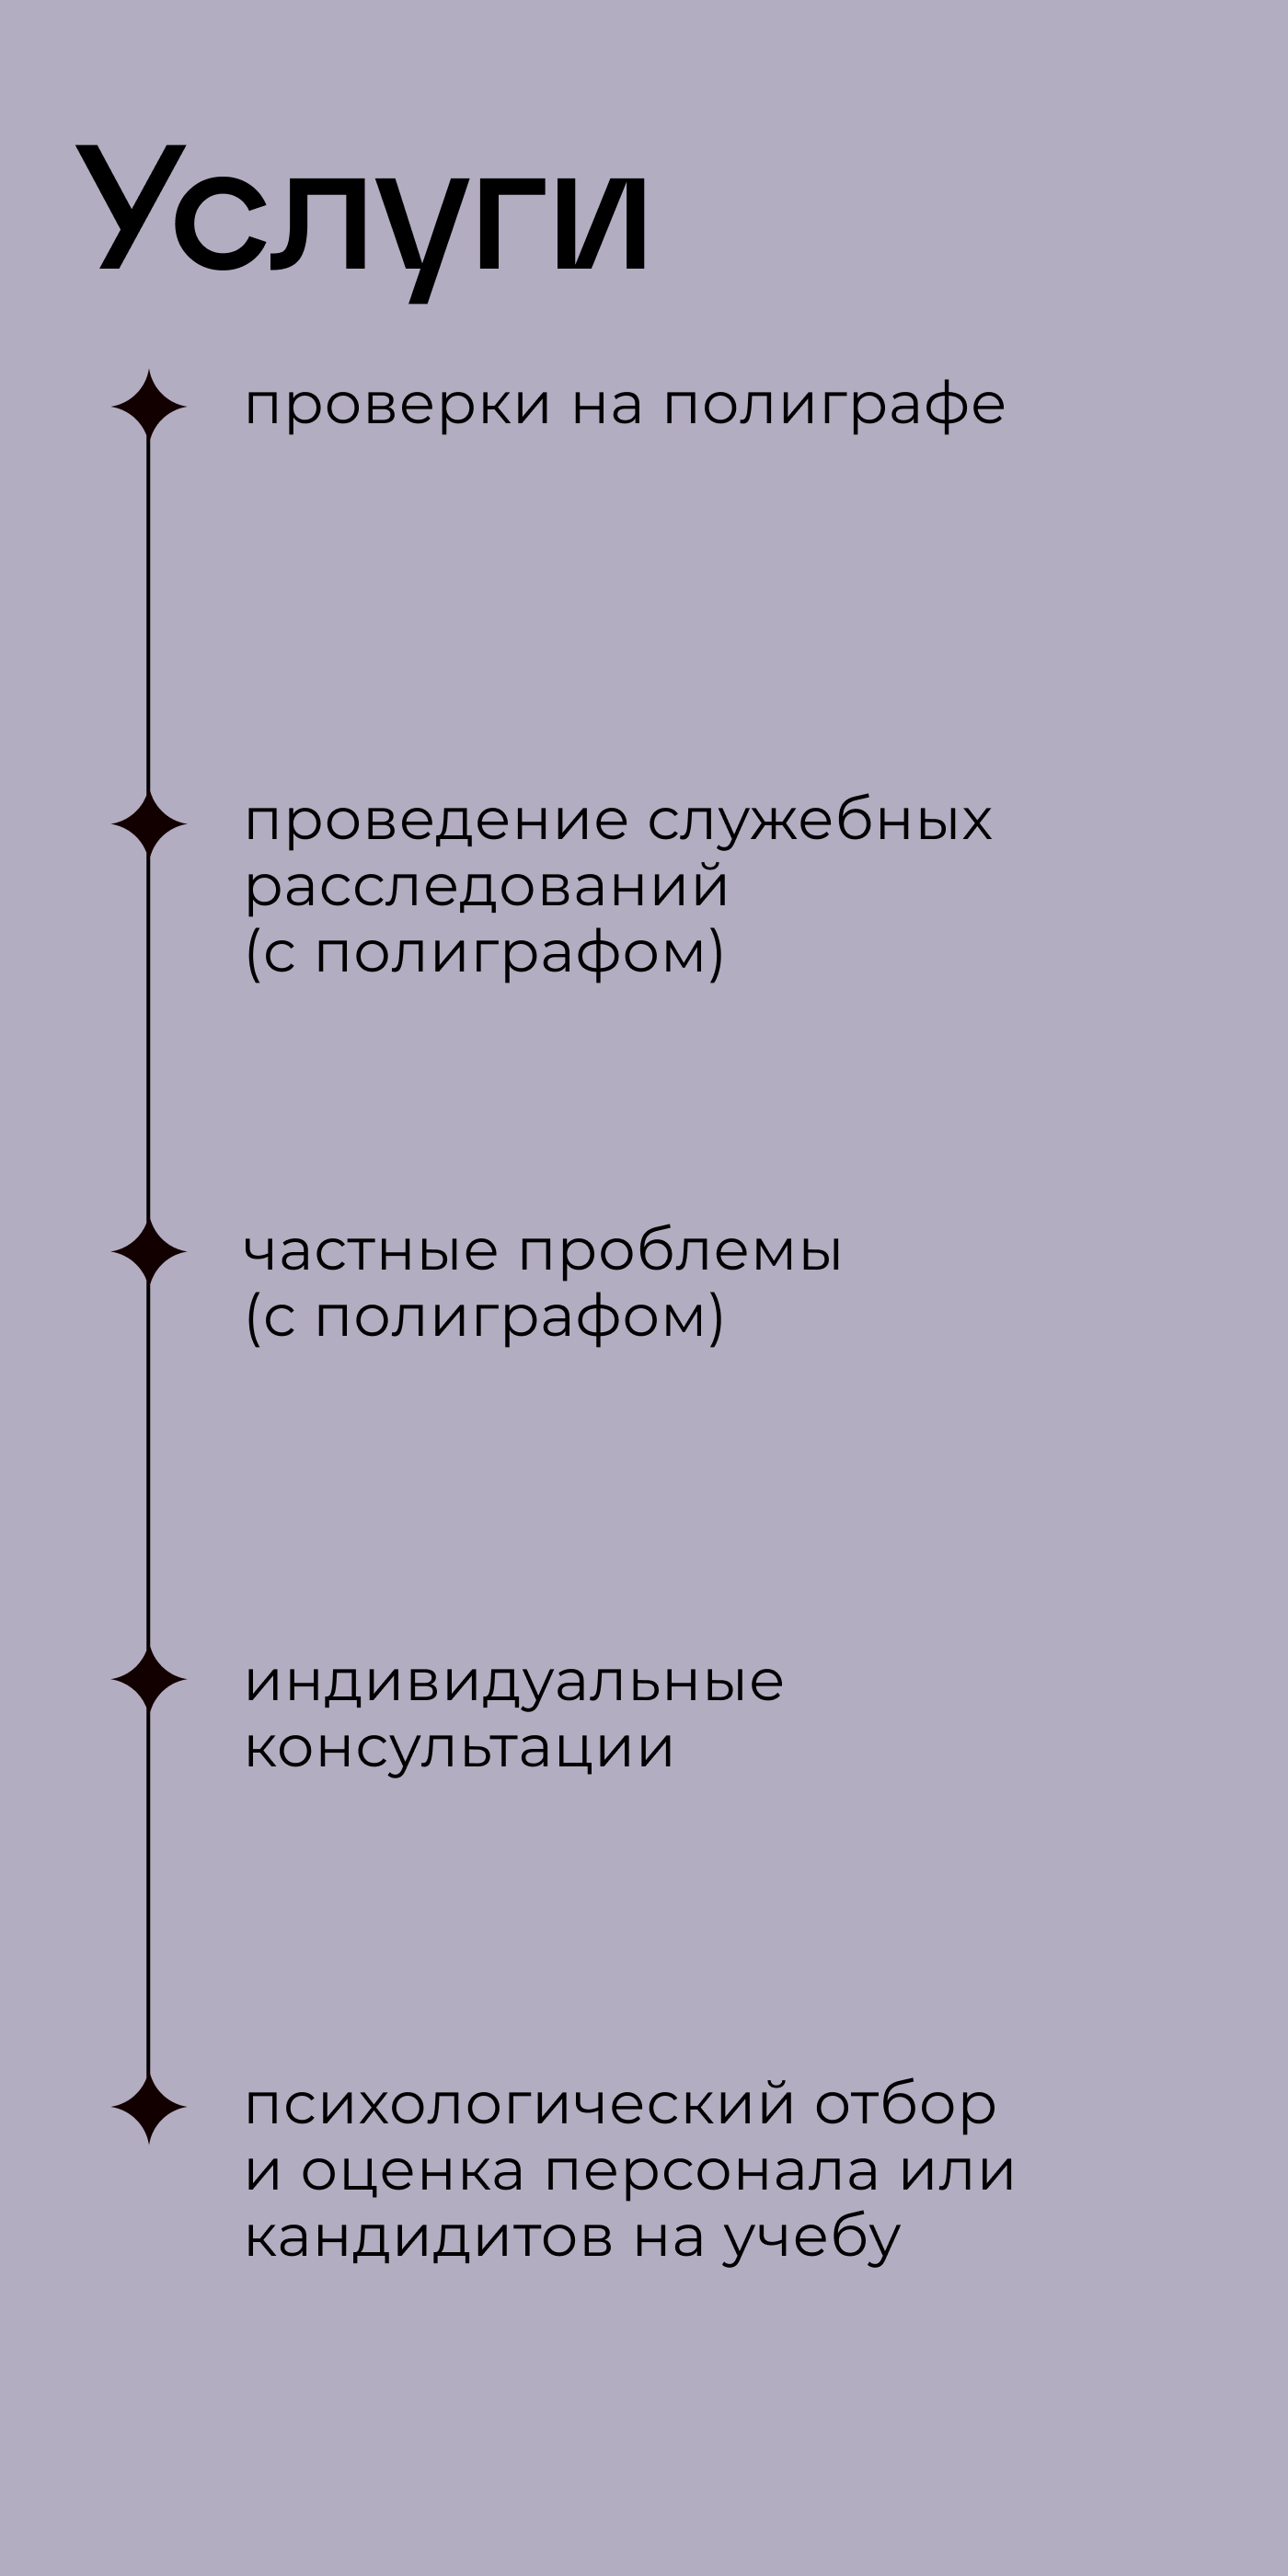 Услуги
проверки на полиграфе
проведение служебных
расследований
(с полиграфом)
частные проблемы
(с полиграфом)
индивидуальные
консультации
психологический отбор
и оценка персонала или
кандидитов на учебу